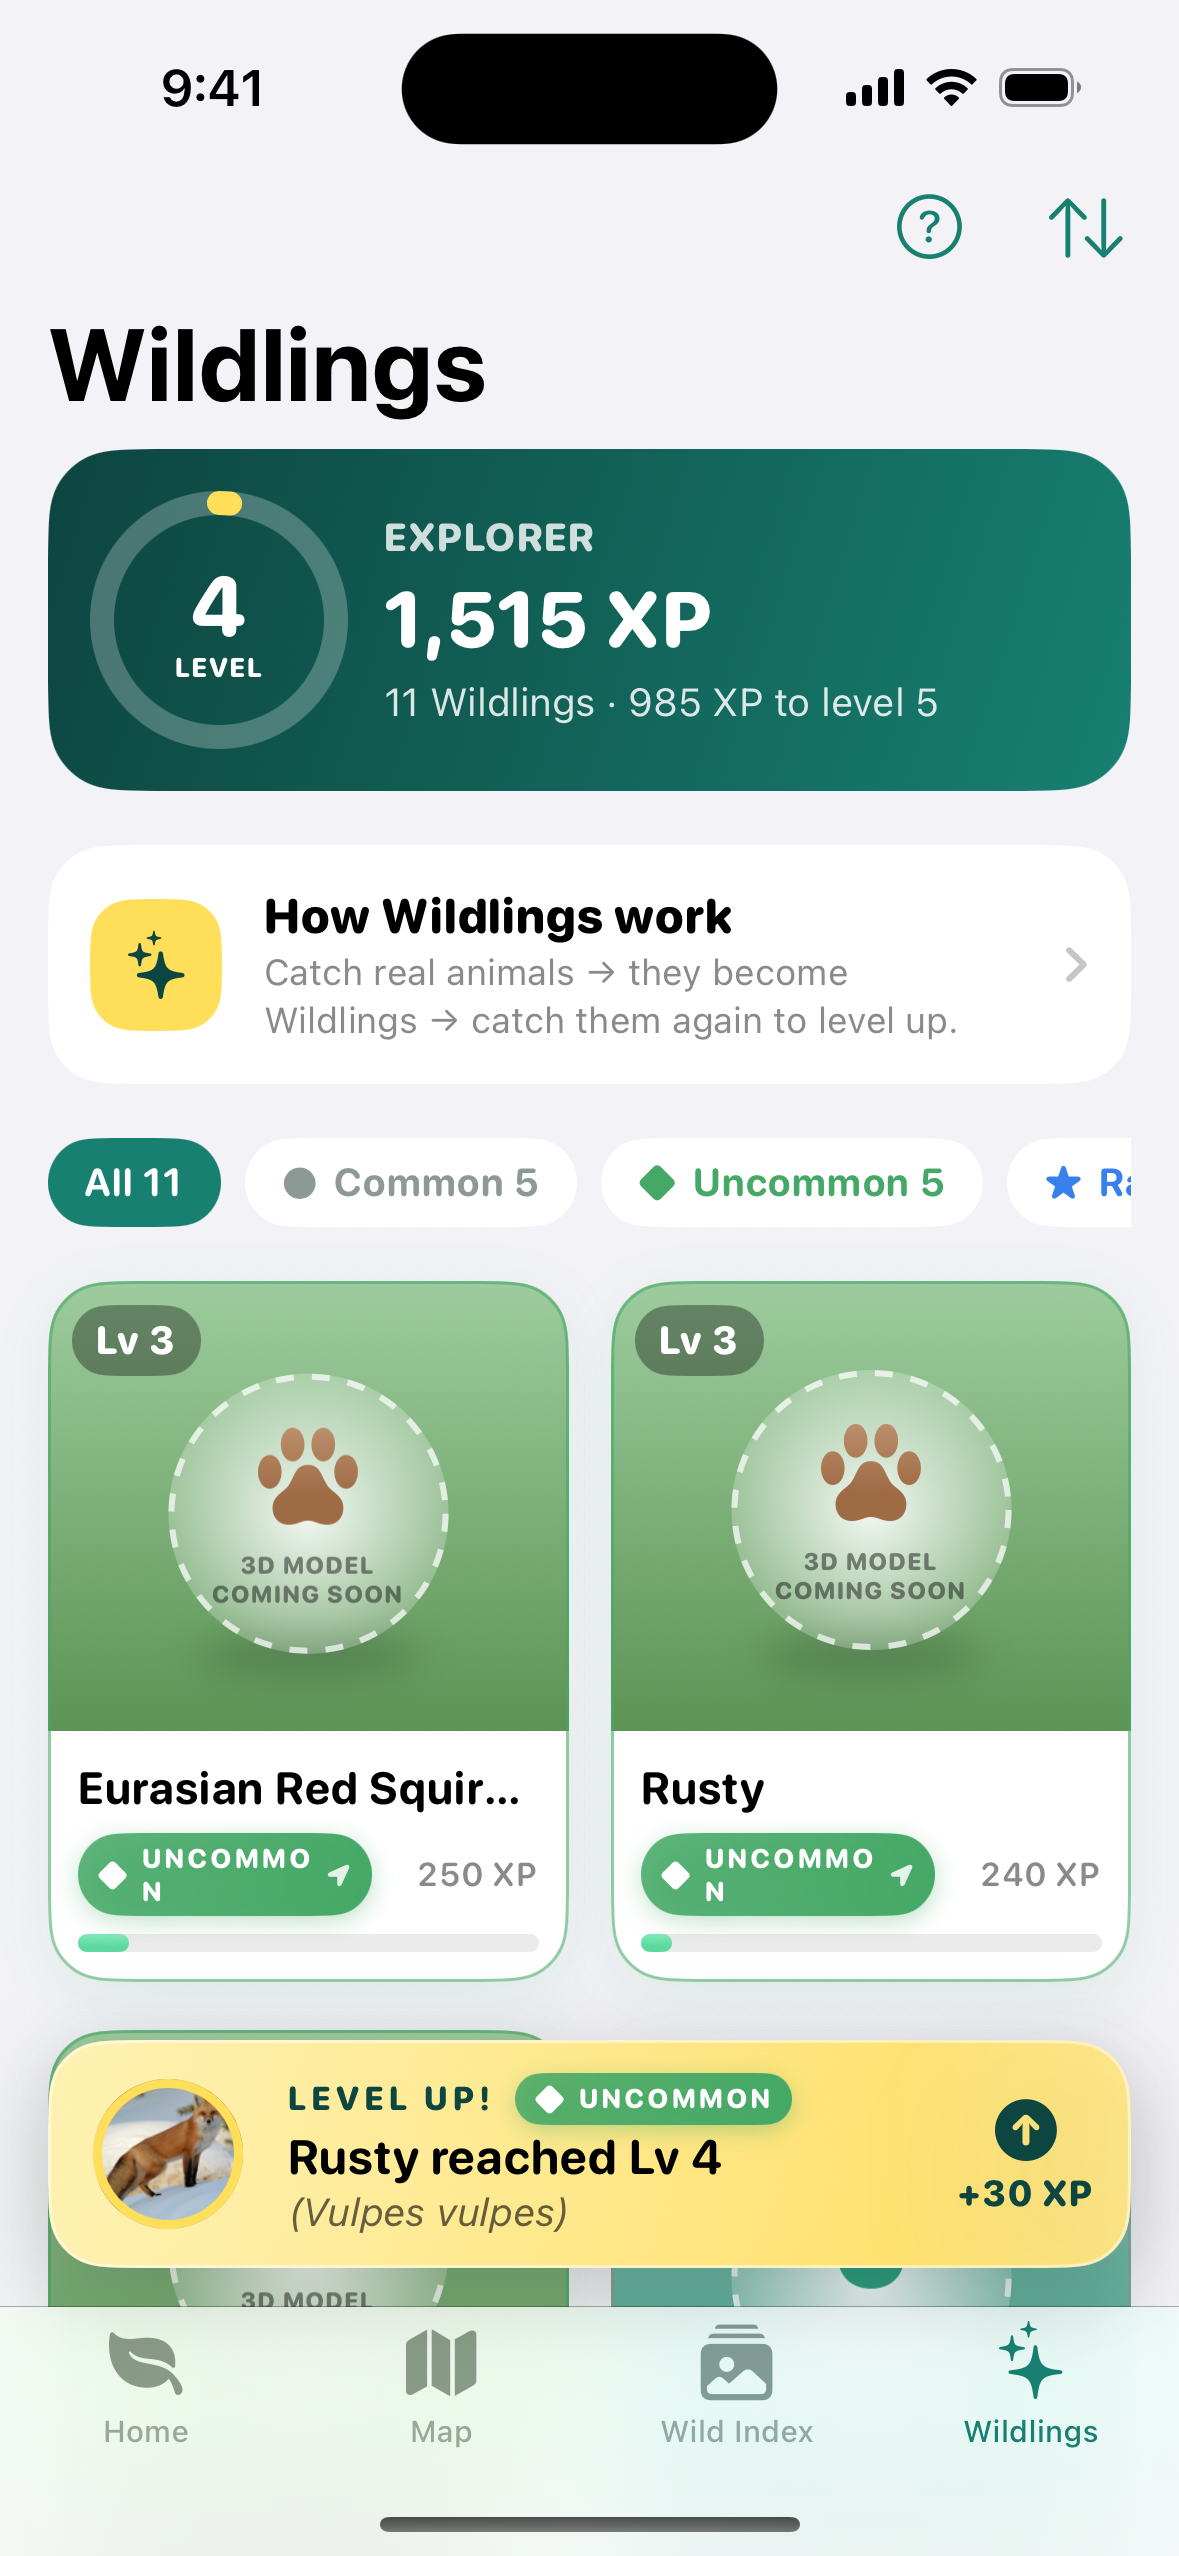 9:41
?
Wildlings
4
LEVEL
EXPLORER
1,515 XP
11 Wildlings · 985 XP to level 5
How Wildlings work
Catch real animals → they become
Wildlings → catch them again to level up.
All 11
Common 5
Uncommon 5
Lv 3
3D MODEL
COMING SOON
Eurasian Red Squir...
UNCOMMO
N
250 XP
Lv 3
3D MODEL
COMING SOON
Rusty
UNCOMMO
N
240 XP
LEVEL UP!
UNCOMMON
Rusty reached Lv 4
(Vulpes vulpes)
+30 XP
3D MODEL
Home
Map
Wild Index
Wildlings